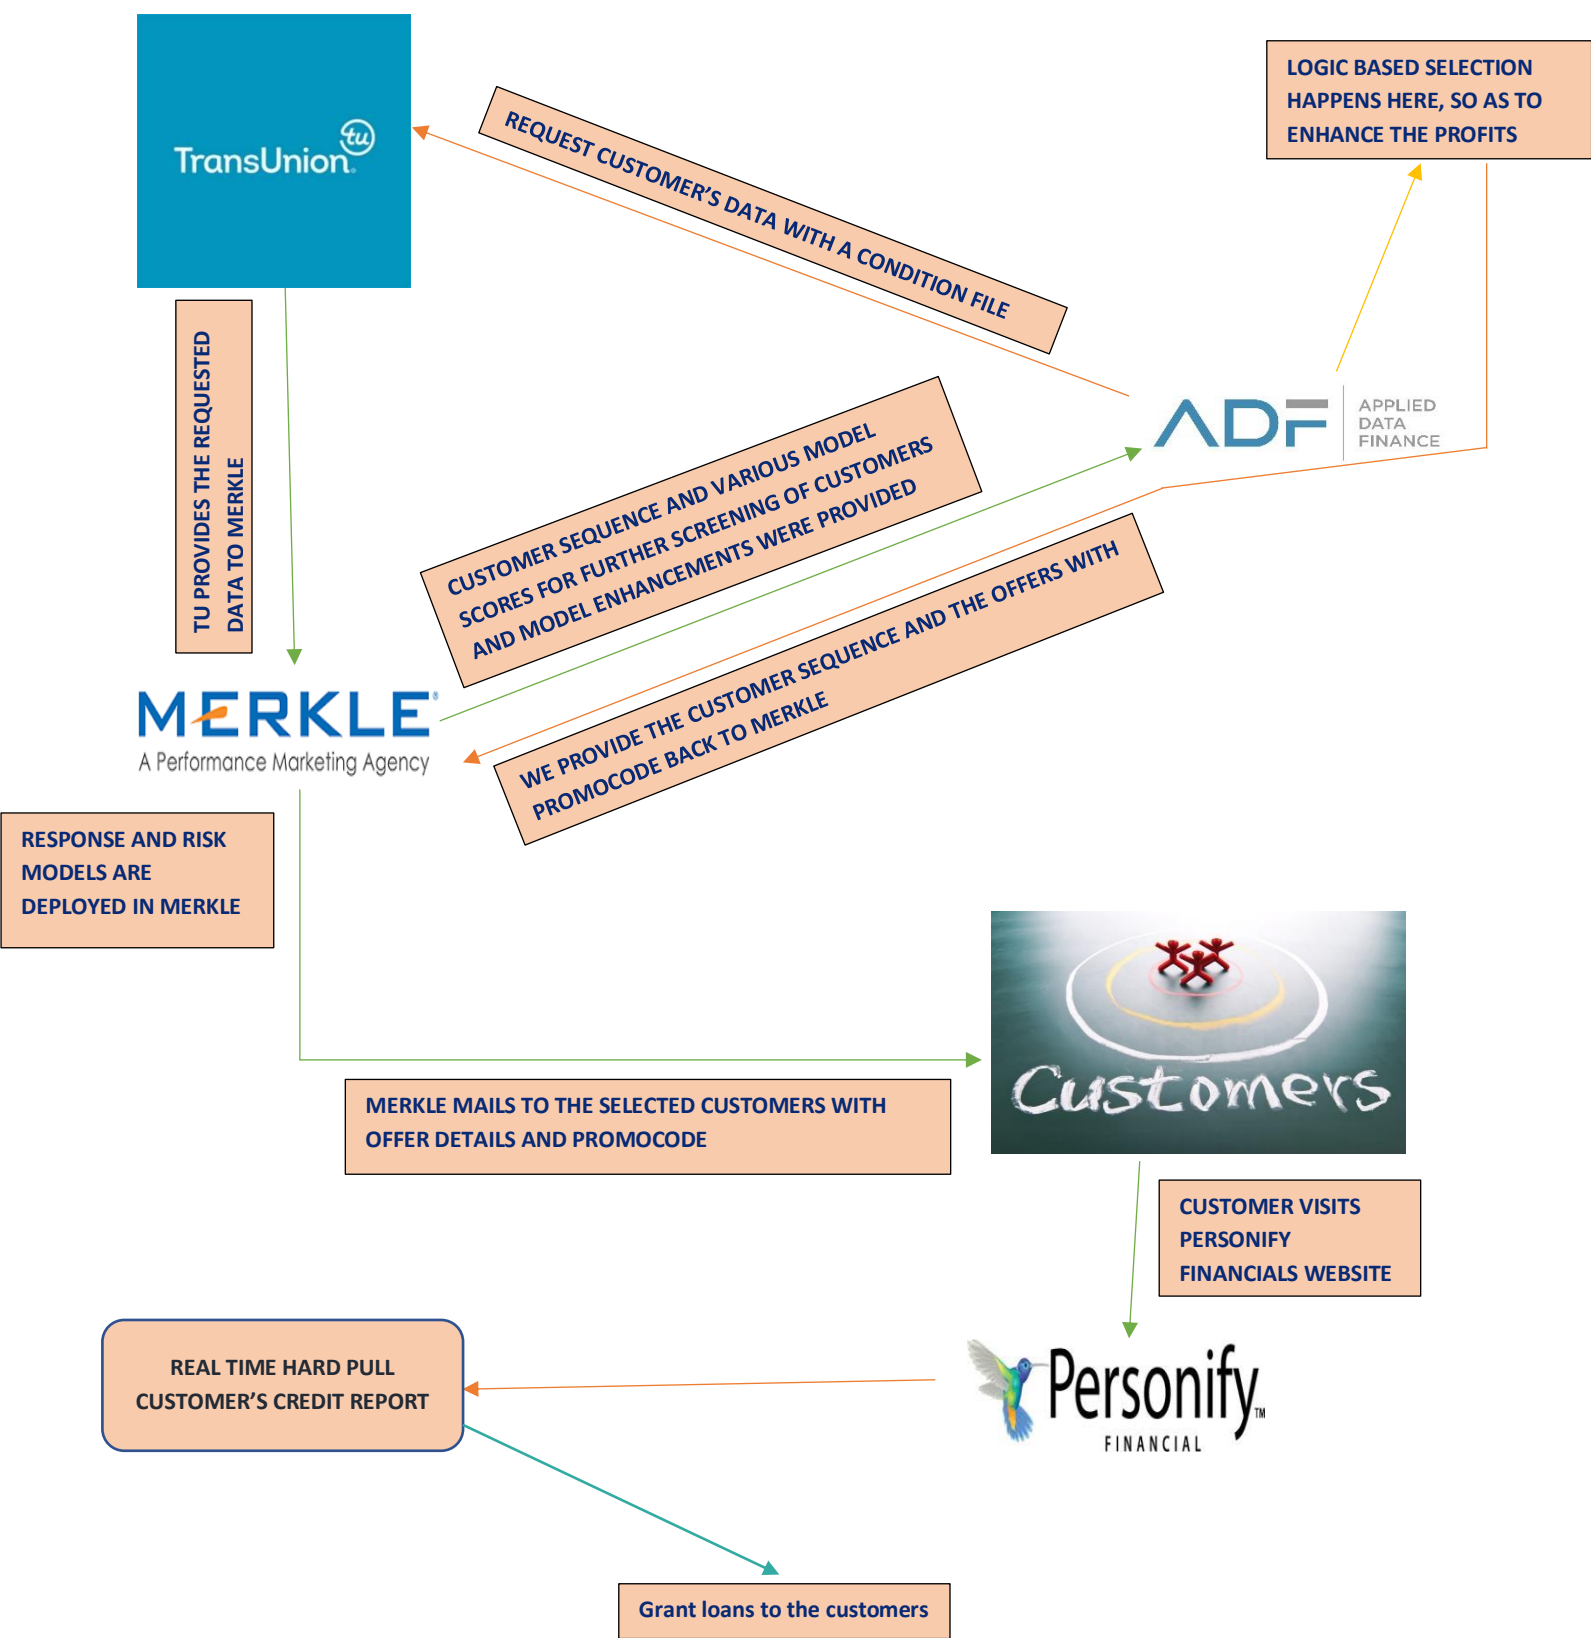 TransUnion
tu
LOGIC BASED SELECTION
HAPPENS HERE, SO AS TO
ENHANCE THE PROFITS
REQUEST CUSTOMER’S DATA WITH A CONDITION FILE
TU PROVIDES THE REQUESTED
DATA TO MERKLE
ADF
APPLIED
DATA
FINANCE
CUSTOMER SEQUENCE AND VARIOUS MODEL
SCORES FOR FURTHER SCREENING OF CUSTOMERS
AND MODEL ENHANCEMENTS WERE PROVIDED
WE PROVIDE THE CUSTOMER SEQUENCE AND THE OFFERS WITH
PROMOCODE BACK TO MERKLE
MERKLE®
A Performance Marketing Agency
RESPONSE AND RISK
MODELS ARE
DEPLOYED IN MERKLE
Customers
MERKLE MAILS TO THE SELECTED CUSTOMERS WITH
OFFER DETAILS AND PROMOCODE
CUSTOMER VISITS
PERSONIFY
FINANCIALS WEBSITE
Personify™
FINANCIAL
REAL TIME HARD PULL
CUSTOMER’S CREDIT REPORT
Grant loans to the customers